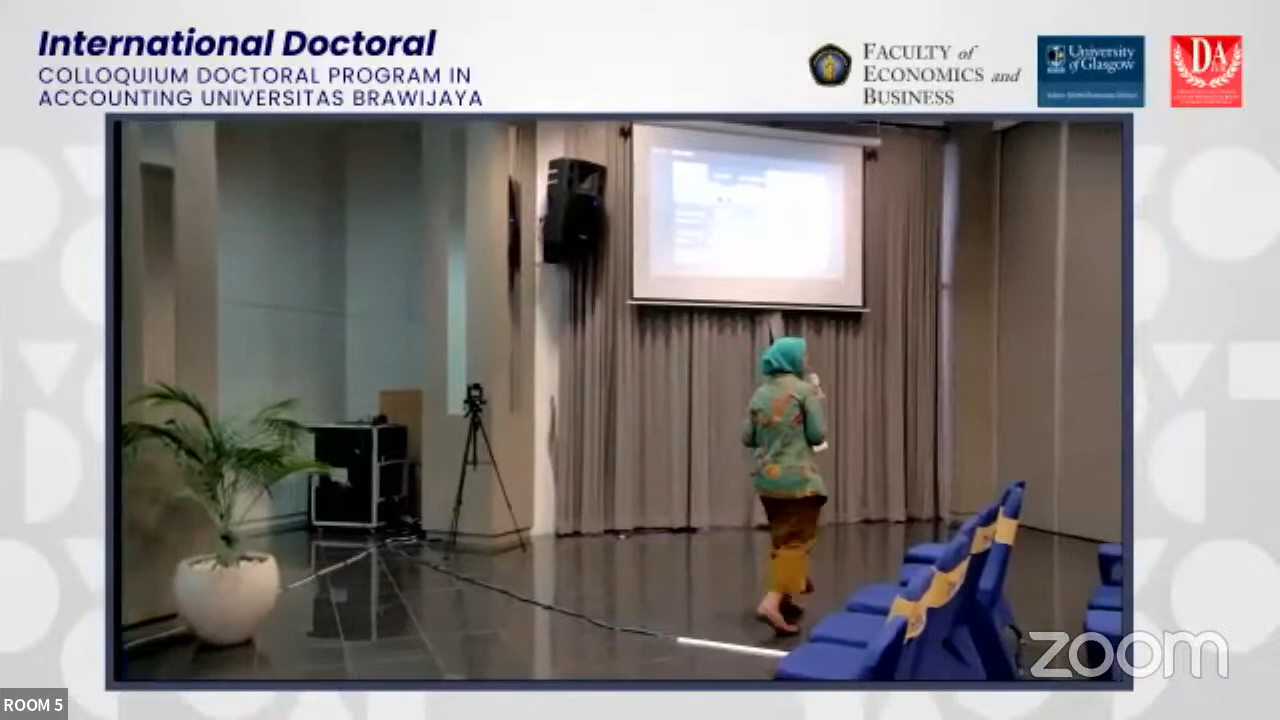 International Doctoral
COLLOQUIUM DOCTORAL PROGRAM IN
ACCOUNTING UNIVERSITAS BRAWIJAYA
FACULTY of
ECONOMICS and
BUSINESS
University
of Glasgow
DA
zoom
ROOM 5